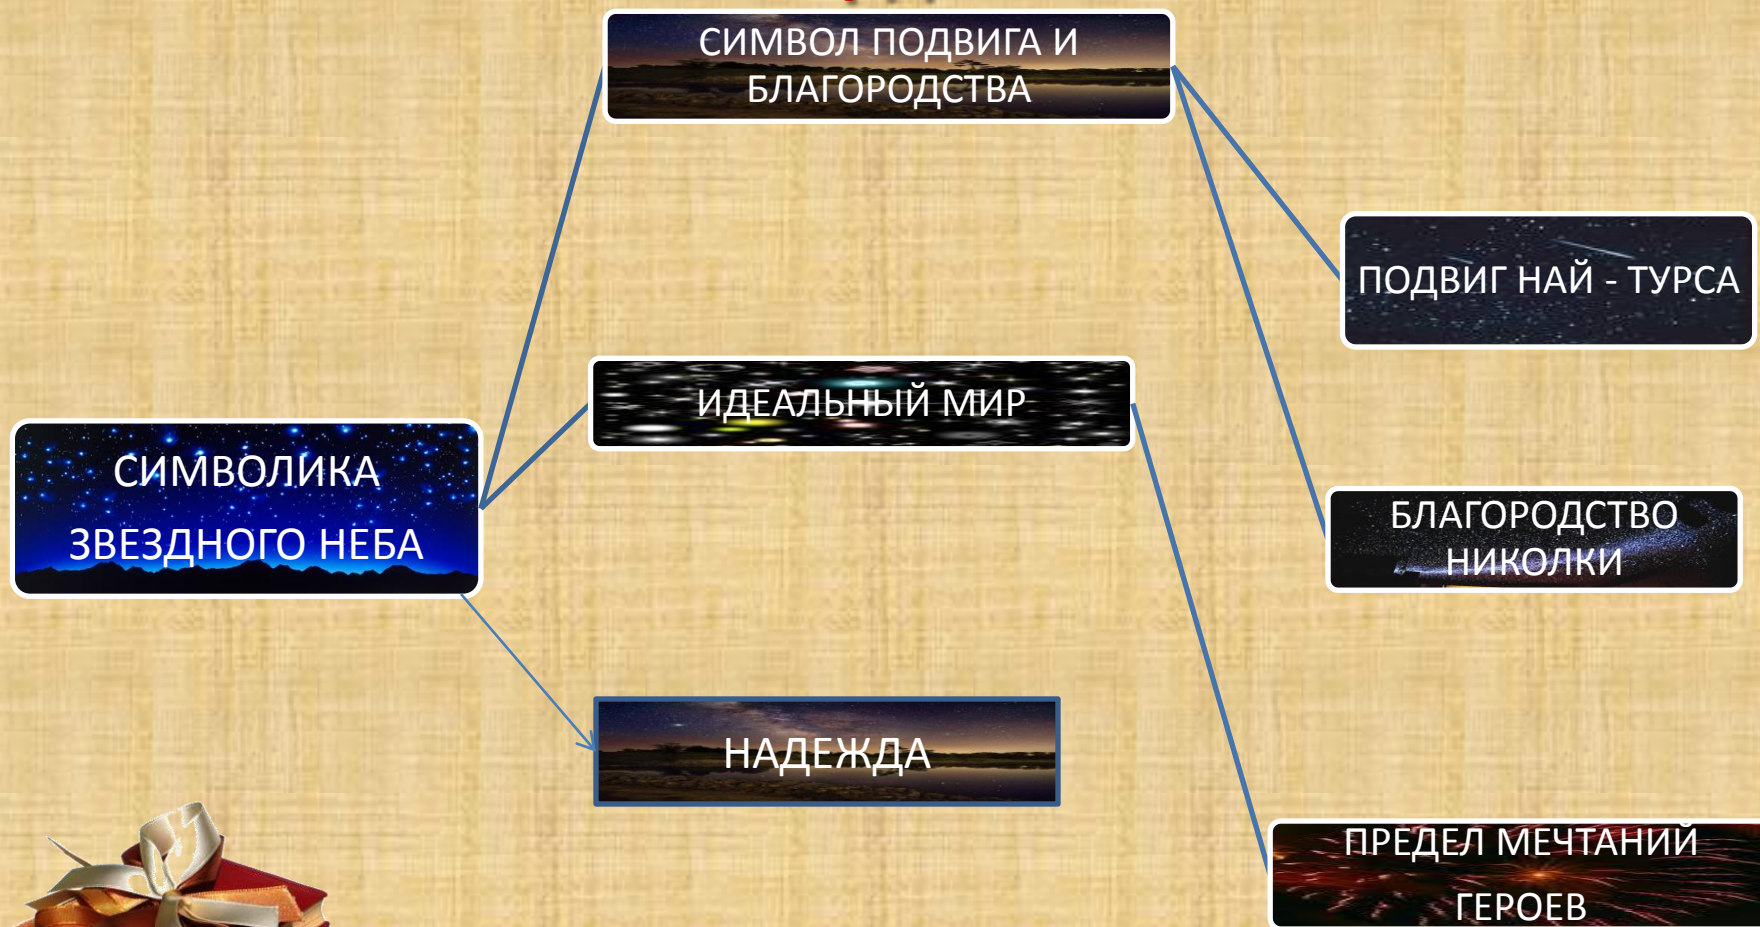 СИМВОЛ ПОДВИГА И
БЛАГОРОДСТВА
ПОДВИГ НАЙ - ТУРСА
ИДЕАЛЬНЫЙ МИР
СИМВОЛИКА
ЗВЕЗДНОГО НЕБА
БЛАГОРОДСТВО
НИКОЛКИ
НАДЕЖДА
ПРЕДЕЛ МЕЧТАНИЙ
ГЕРОЕВ